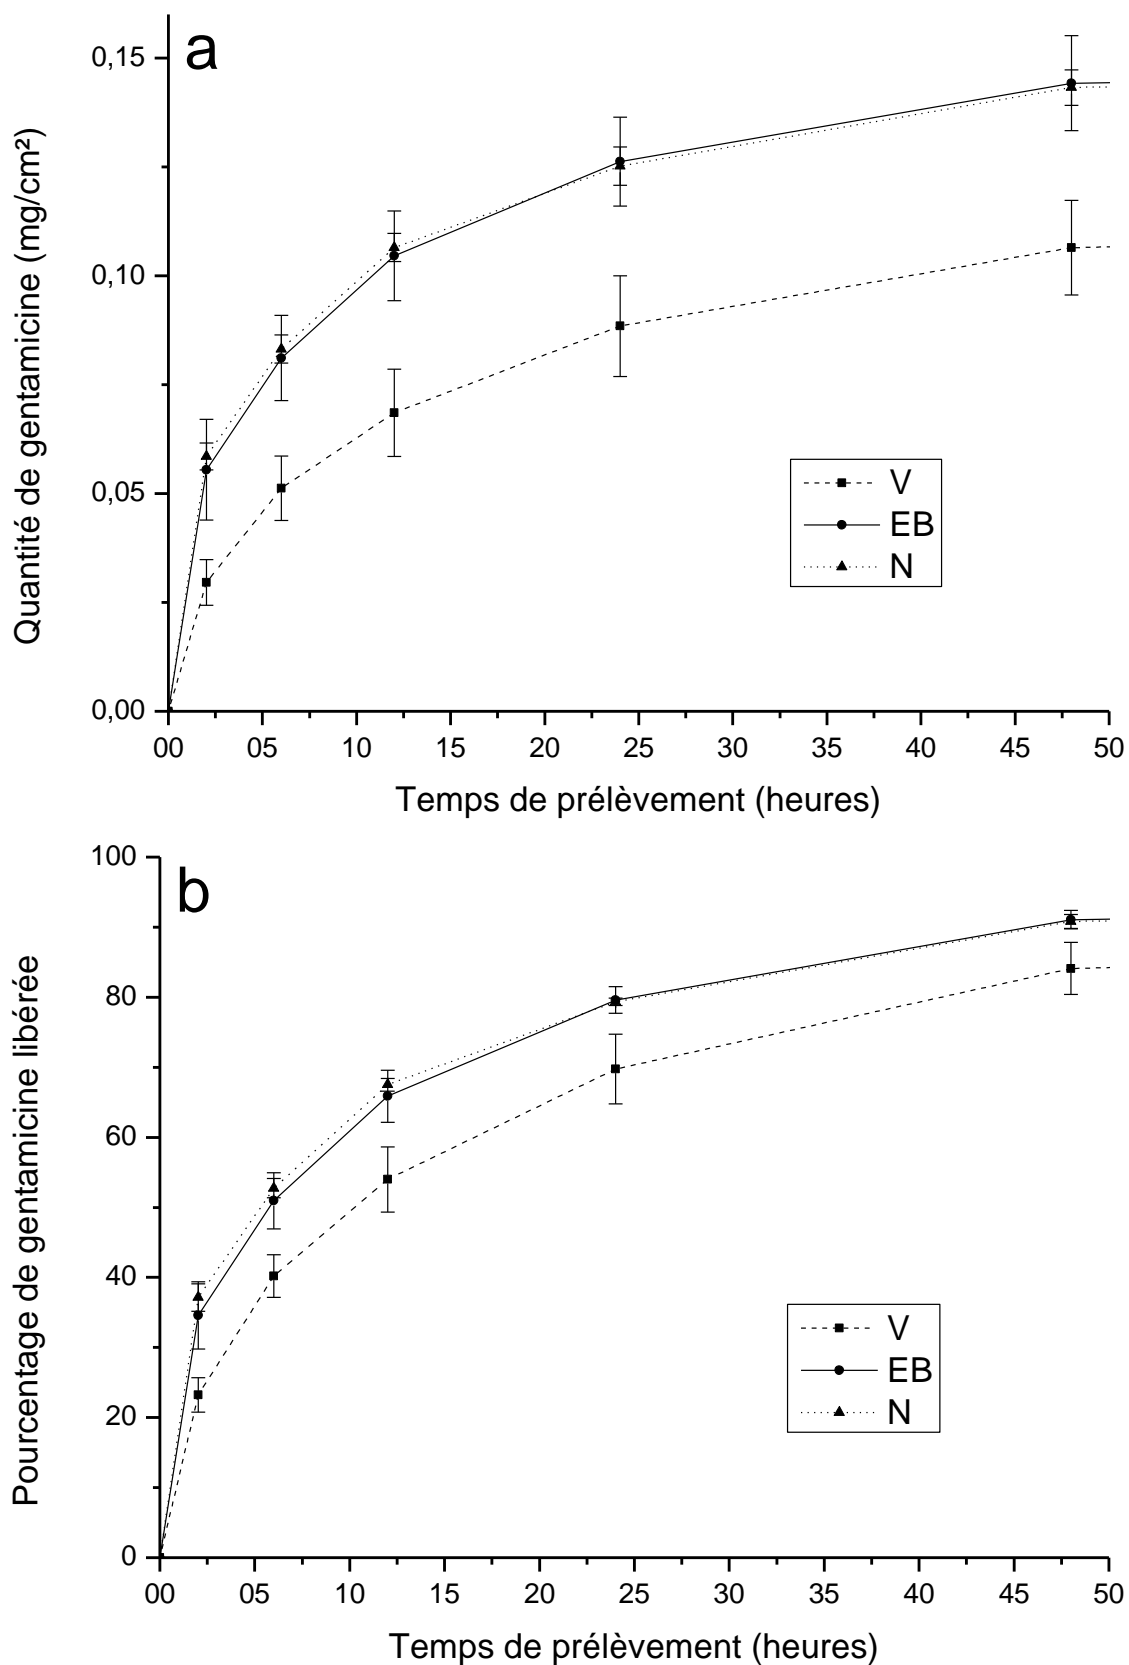 a
0,15
0,10
0,05
0,00
Quantité de gentamicine (mg/cm²)
V
EB
N
00 05 10 15 20 25 30 35 40 45 50
Temps de prélèvement (heures)
b
100
80
60
40
20
0
Pourcentage de gentamicine libérée
V
EB
N
00 05 10 15 20 25 30 35 40 45 50
Temps de prélèvement (heures)